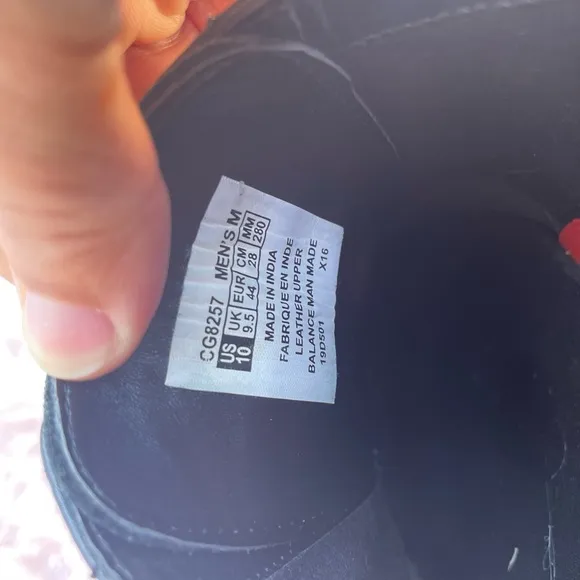 CG8257 MEN'S M
US UK EUR CM MM
10 9.5 44 28 280
MADE IN INDIA
FABRIQUE EN INDE
LEATHER UPPER
BALANCE MAN MADE
19D501 X16